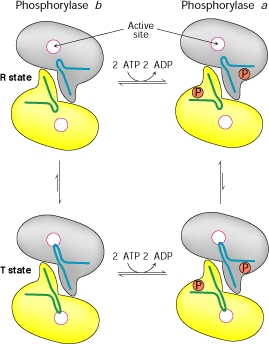 Phosphorylase b
Phosphorylase a
Active
site
R state
2 ATP 2 ADP
P
P
T state
2 ATP 2 ADP
P
P